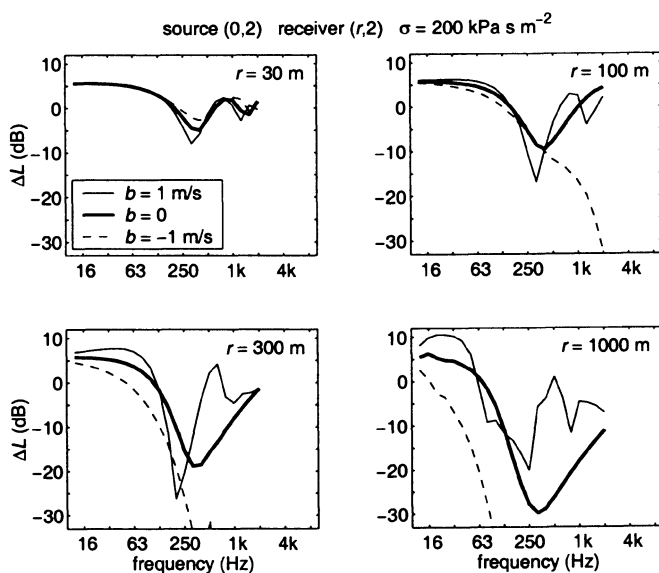 source (0,2) receiver (r,2) σ = 200 kPa s m⁻²
10
0
−10
−20
−30
ΔL (dB)
r = 30 m
b = 1 m/s
b = 0
b = −1 m/s
16 63 250 1k 4k
10
0
−10
−20
−30
r = 100 m
16 63 250 1k 4k
10
0
−10
−20
−30
ΔL (dB)
r = 300 m
16 63 250 1k 4k
frequency (Hz)
10
0
−10
−20
−30
r = 1000 m
16 63 250 1k 4k
frequency (Hz)